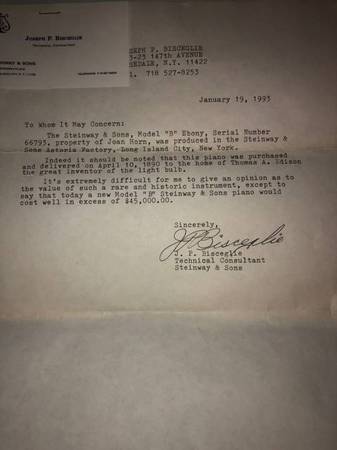 JOSEPH P. BISCEGLIE
& SONS
SEPH P. BISCEGLIE
3-23 147th AVENUE
SEDALE, N.Y. 11422
L. 718 527-8253
January 19, 1993
To Whom It May Concern:
The Steinway & Sons, Model "B" Ebony, Serial Number
66793, property of Joan Horn, was produced in the Steinway &
Sons Astoria Factory, Long Island City, New York.
Indeed it should be noted that this piano was purchased
and delivered on April 10, 1890 to the home of Thomas A. Edison
the great inventor of the light bulb.
It's extremely difficult for me to give an opinion as to
the value of such a rare and historic instrument, except to
say that today a new Model "B" Steinway & Sons piano would
cost well in excess of $45,000.00.
Sincerely,
J P Bisceglie
J. P. Bisceglie
Technical Consultant
Steinway & Sons